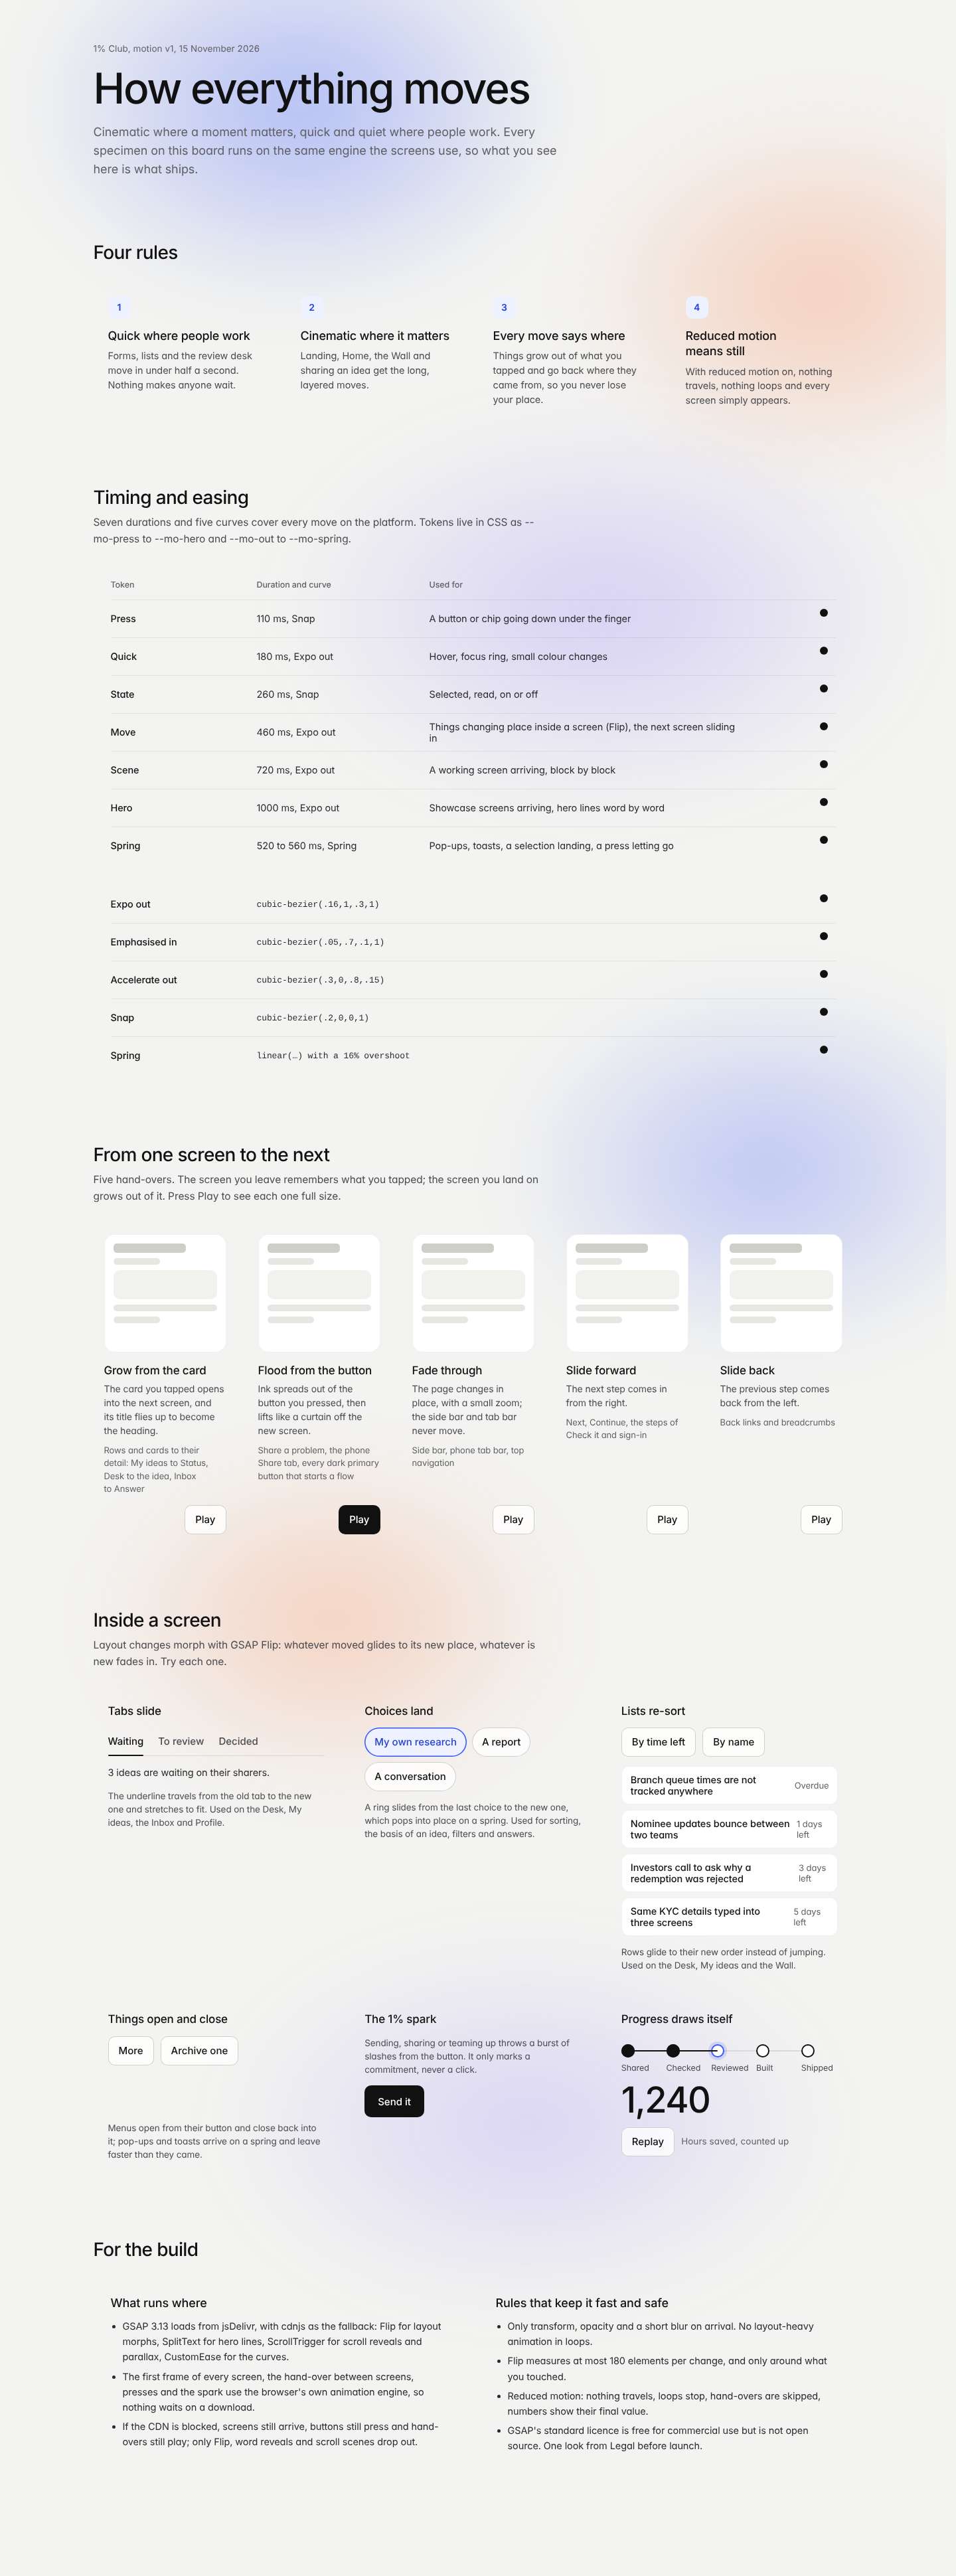 1% Club, motion v1, 15 November 2026
How everything moves
Cinematic where a moment matters, quick and quiet where people work. Every
specimen on this board runs on the same engine the screens use, so what you see
here is what ships.
Four rules
1
Quick where people work
Forms, lists and the review desk
move in under half a second.
Nothing makes anyone wait.
2
Cinematic where it matters
Landing, Home, the Wall and
sharing an idea get the long,
layered moves.
3
Every move says where
Things grow out of what you
tapped and go back where they
came from, so you never lose
your place.
4
Reduced motion
means still
With reduced motion on, nothing
travels, nothing loops and every
screen simply appears.
Timing and easing
Seven durations and five curves cover every move on the platform. Tokens live in CSS as --
mo-press to --mo-hero and --mo-out to --mo-spring.
Token Duration and curve Used for
Press 110 ms, Snap A button or chip going down under the finger
Quick 180 ms, Expo out Hover, focus ring, small colour changes
State 260 ms, Snap Selected, read, on or off
Move 460 ms, Expo out Things changing place inside a screen (Flip), the next screen sliding
in
Scene 720 ms, Expo out A working screen arriving, block by block
Hero 1000 ms, Expo out Showcase screens arriving, hero lines word by word
Spring 520 to 560 ms, Spring Pop-ups, toasts, a selection landing, a press letting go
Expo out cubic-bezier(.16,1,.3,1)
Emphasised in cubic-bezier(.05,.7,.1,1)
Accelerate out cubic-bezier(.3,0,.8,.15)
Snap cubic-bezier(.2,0,0,1)
Spring linear(…) with a 16% overshoot
From one screen to the next
Five hand-overs. The screen you leave remembers what you tapped; the screen you land on
grows out of it. Press Play to see each one full size.
Grow from the card
The card you tapped opens
into the next screen, and
its title flies up to become
the heading.
Rows and cards to their
detail: My ideas to Status,
Desk to the idea, Inbox
to Answer
Play
Flood from the button
Ink spreads out of the
button you pressed, then
lifts like a curtain off the
new screen.
Share a problem, the phone
Share tab, every dark primary
button that starts a flow
Play
Fade through
The page changes in
place, with a small zoom;
the side bar and tab bar
never move.
Side bar, phone tab bar, top
navigation
Play
Slide forward
The next step comes in
from the right.
Next, Continue, the steps of
Check it and sign-in
Play
Slide back
The previous step comes
back from the left.
Back links and breadcrumbs
Play
Inside a screen
Layout changes morph with GSAP Flip: whatever moved glides to its new place, whatever is
new fades in. Try each one.
Tabs slide
Waiting To review Decided
3 ideas are waiting on their sharers.
The underline travels from the old tab to the new
one and stretches to fit. Used on the Desk, My
ideas, the Inbox and Profile.
Choices land
My own research A report
A conversation
A ring slides from the last choice to the new one,
which pops into place on a spring. Used for sorting,
the basis of an idea, filters and answers.
Lists re-sort
By time left By name
Branch queue times are not
tracked anywhere
Overdue
Nominee updates bounce between
two teams
1 days
left
Investors call to ask why a
redemption was rejected
3 days
left
Same KYC details typed into
three screens
5 days
left
Rows glide to their new order instead of jumping.
Used on the Desk, My ideas and the Wall.
Things open and close
More Archive one
Menus open from their button and close back into
it; pop-ups and toasts arrive on a spring and leave
faster than they came.
The 1% spark
Sending, sharing or teaming up throws a burst of
slashes from the button. It only marks a
commitment, never a click.
Send it
Progress draws itself
Shared Checked Reviewed Built Shipped
1,240
Replay Hours saved, counted up
For the build
What runs where
• GSAP 3.13 loads from jsDelivr, with cdnjs as the fallback: Flip for layout
morphs, SplitText for hero lines, ScrollTrigger for scroll reveals and
parallax, CustomEase for the curves.
• The first frame of every screen, the hand-over between screens,
presses and the spark use the browser's own animation engine, so
nothing waits on a download.
• If the CDN is blocked, screens still arrive, buttons still press and hand-
overs still play; only Flip, word reveals and scroll scenes drop out.
Rules that keep it fast and safe
• Only transform, opacity and a short blur on arrival. No layout-heavy
animation in loops.
• Flip measures at most 180 elements per change, and only around what
you touched.
• Reduced motion: nothing travels, loops stop, hand-overs are skipped,
numbers show their final value.
• GSAP's standard licence is free for commercial use but is not open
source. One look from Legal before launch.